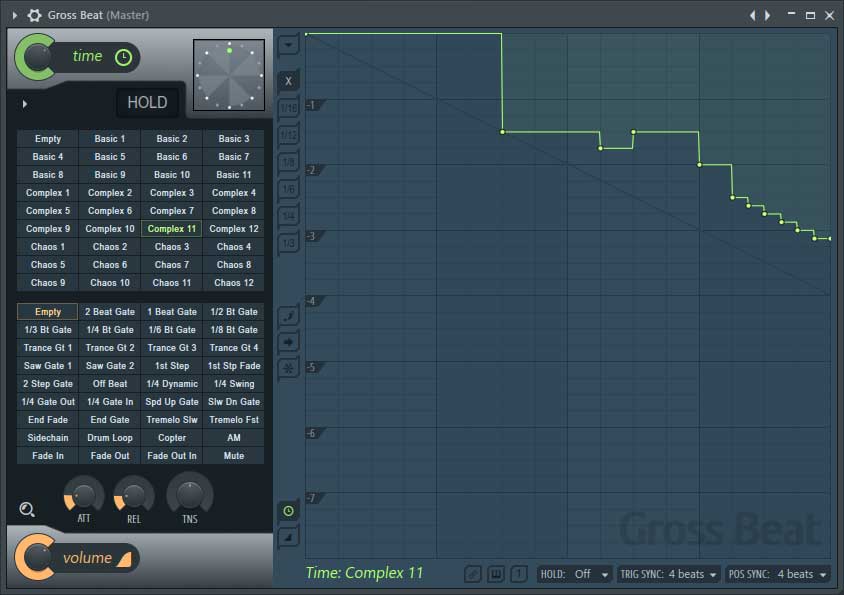 Gross Beat (Master)
time
HOLD
Empty Basic 1 Basic 2 Basic 3
Basic 4 Basic 5 Basic 6 Basic 7
Basic 8 Basic 9 Basic 10 Basic 11
Complex 1 Complex 2 Complex 3 Complex 4
Complex 5 Complex 6 Complex 7 Complex 8
Complex 9 Complex 10 Complex 11 Complex 12
Chaos 1 Chaos 2 Chaos 3 Chaos 4
Chaos 5 Chaos 6 Chaos 7 Chaos 8
Chaos 9 Chaos 10 Chaos 11 Chaos 12
Empty 2 Beat Gate 1 Beat Gate 1/2 Bt Gate
1/3 Bt Gate 1/4 Bt Gate 1/6 Bt Gate 1/8 Bt Gate
Trance Gt 1 Trance Gt 2 Trance Gt 3 Trance Gt 4
Saw Gate 1 Saw Gate 2 1st Step 1st Stp Fade
2 Step Gate Off Beat 1/4 Dynamic 1/4 Swing
1/4 Gate Out 1/4 Gate In Spd Up Gate Slw Dn Gate
End Fade End Gate Tremelo Slw Tremelo Fst
Sidechain Drum Loop Copter AM
Fade In Fade Out Fade Out In Mute
ATT REL TNS
volume
X
1/16
1/12
1/8
1/6
1/4
1/3
-1
-2
-3
-4
-5
-6
-7
Gross Beat
Time: Complex 11
1
HOLD: Off
TRIG SYNC: 4 beats
POS SYNC: 4 beats